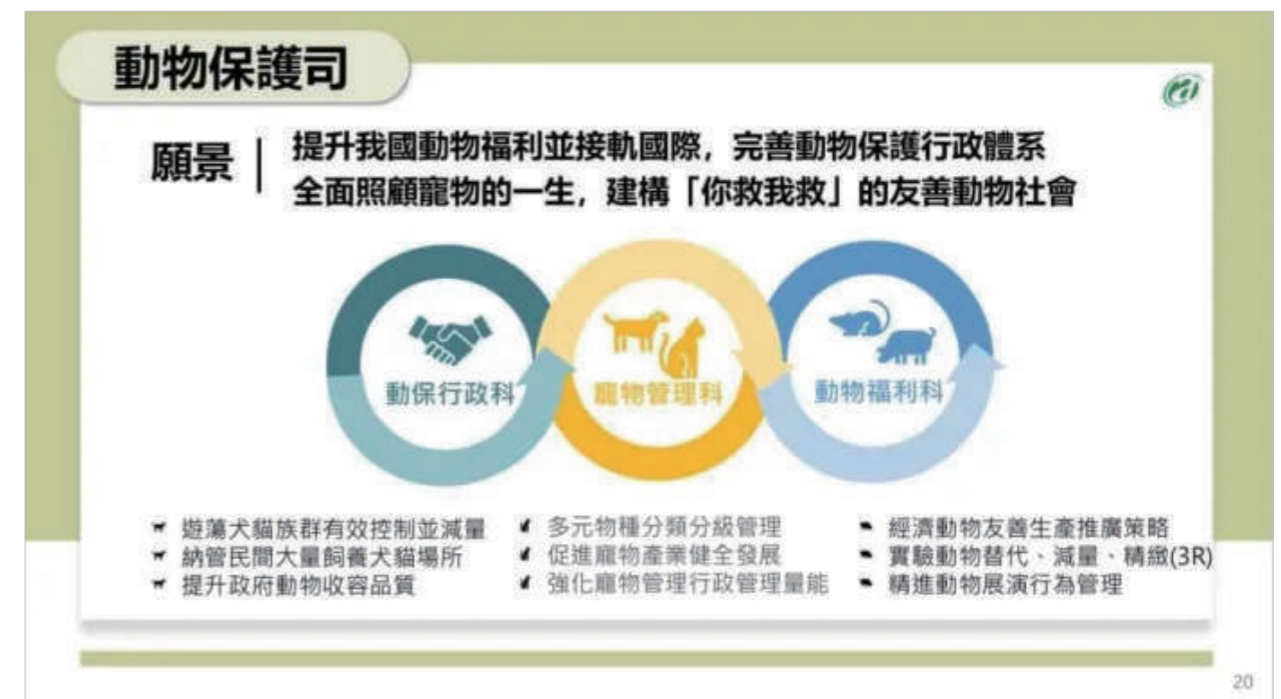 動物保護司
願景
提升我國動物福利並接軌國際，完善動物保護行政體系
全面照顧寵物的一生，建構「你救我救」的友善動物社會
動保行政科
寵物管理科
動物福利科
遊蕩犬貓族群有效控制並減量
納管民間大量飼養犬貓場所
提升政府動物收容品質
多元物種分類分級管理
促進寵物產業健全發展
強化寵物管理行政管理量能
經濟動物友善生產推廣策略
實驗動物替代、減量、精緻(3R)
精進動物展演行為管理
20